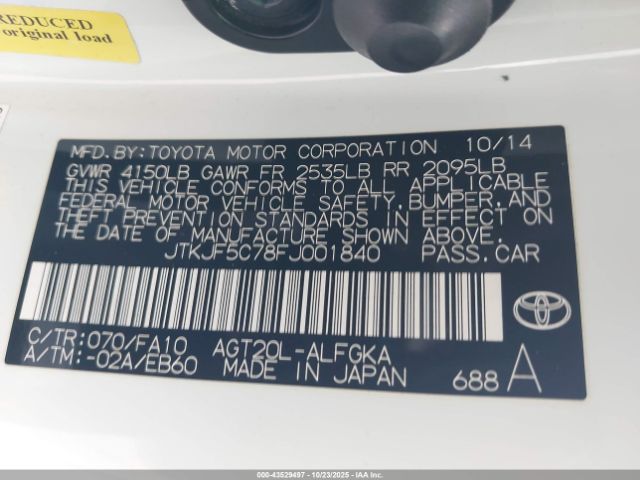 REDUCED
original load
MFD. BY: TOYOTA MOTOR CORPORATION 10/14
GVWR 4150LB GAWR FR 2535LB RR 2095LB
THIS VEHICLE CONFORMS TO ALL APPLICABLE
FEDERAL MOTOR VEHICLE SAFETY, BUMPER, AND
THEFT PREVENTION STANDARDS IN EFFECT ON
THE DATE OF MANUFACTURE SHOWN ABOVE.
JTKJF5C78FJ001840 PASS. CAR
C/TR: 070/FA10 AGT20L-ALFGKA
A/TM: -02A/EB60 MADE IN JAPAN 688 A
000-43529497 - 10/23/2025 - IAAI.COM